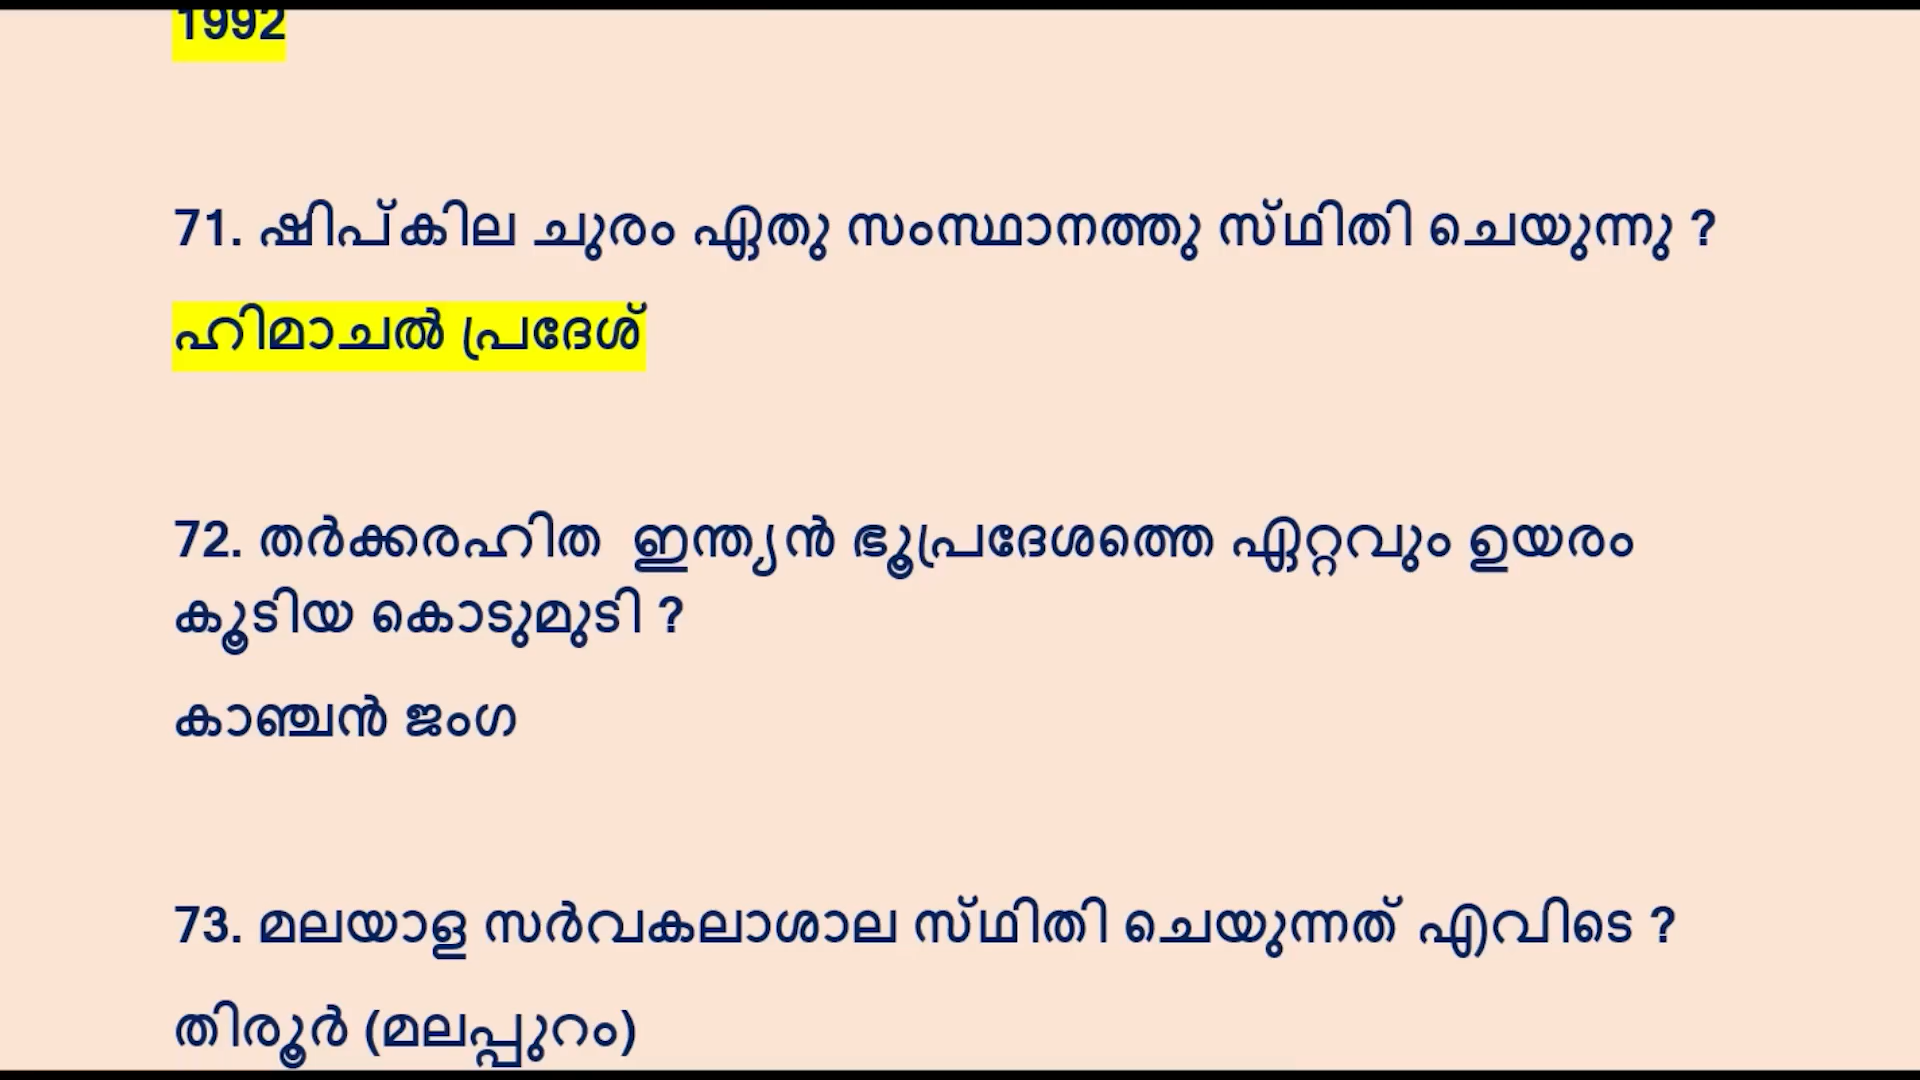 1992
71. ഷിപ്കില ചുരം ഏതു സംസ്ഥാനത്തു സ്ഥിതി ചെയുന്നു ?
ഹിമാചൽ പ്രദേശ്
72. തർക്കരഹിത ഇന്ത്യൻ ഭൂപ്രദേശത്തെ ഏറ്റവും ഉയരം
കൂടിയ കൊടുമുടി ?
കാഞ്ചൻ ജംഗ
73. മലയാള സർവകലാശാല സ്ഥിതി ചെയുന്നത് എവിടെ ?
തിരൂർ (മലപ്പുറം)